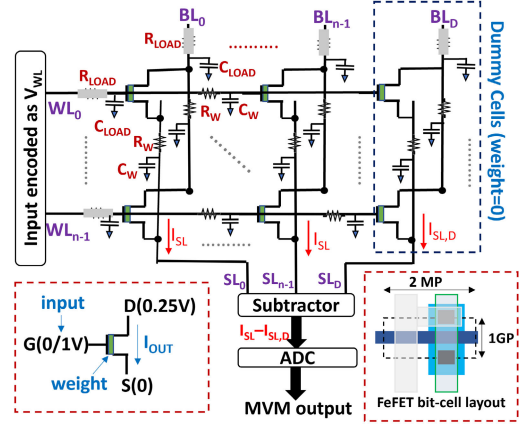 BL0
BLn-1
BLD
RLOAD
CLOAD
RLOAD
WL0
CLOAD
RW
CW
RW
CW
Input encoded as VWL
Dummy Cells (weight=0)
WLn-1
ISL
ISL
ISL,D
SL0
SLn-1
SLD
Subtractor
ISL−ISL,D
ADC
MVM output
input
D(0.25V)
G(0/1V)
IOUT
weight
S(0)
2 MP
1GP
FeFET bit-cell layout